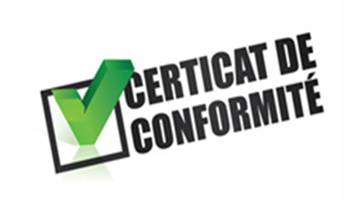 CERTICAT DE
CONFORMITÉ